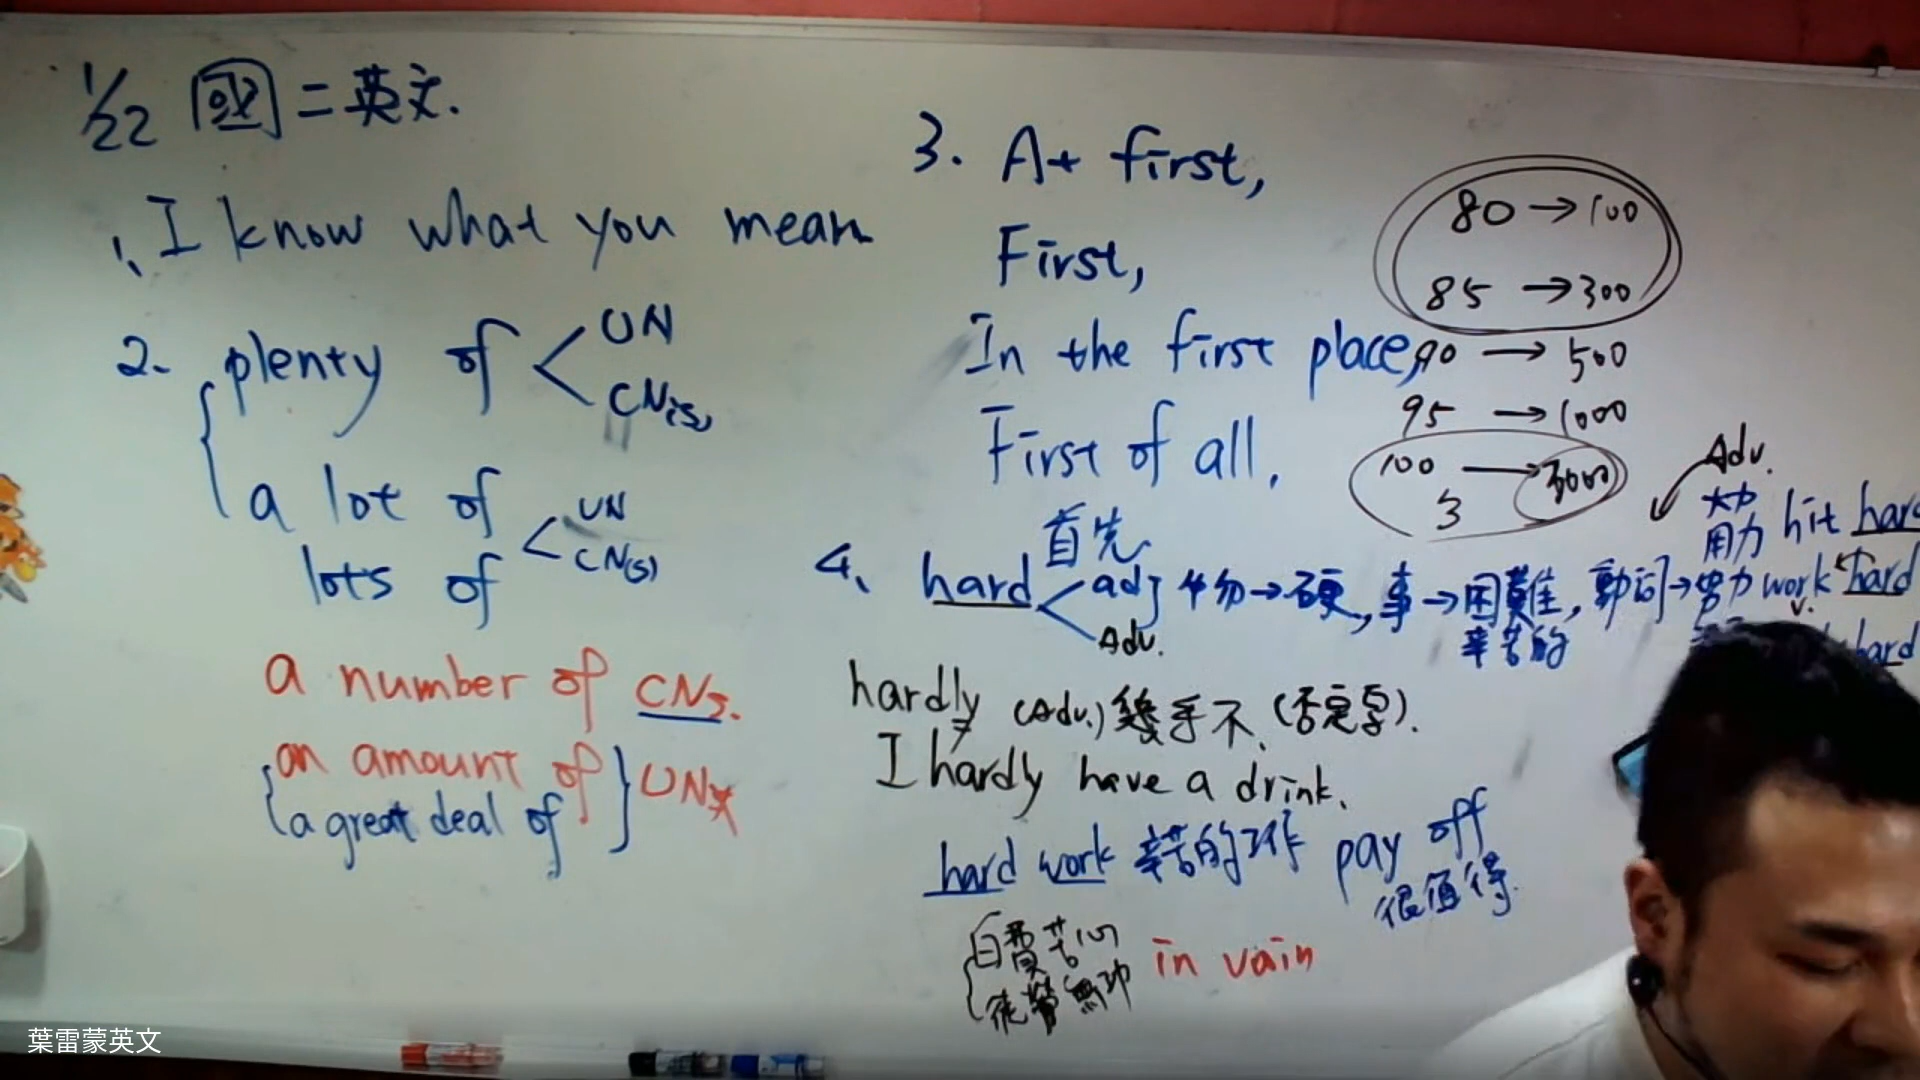 1/22 國二英文.
1、I know what you mean
2. plenty of < UN
CN(s)
a lot of
lots of < UN
CN(s)
a number of CNs.
an amount of
a great deal of } UN
3. At first,
First,
In the first place,
First of all,
首先
80 → 100
85 → 300
90 → 500
95 → 1000
100 → 3000
3
4、hard < adj 物→硬, 事→困難, 動詞→努力 work hard
辛苦的
Adv.
Adv.
用力 hit hard
hard
hardly (Adv.) 幾乎不、(否定字).
I hardly have a drink.
hard work 辛苦的工作 pay off
很值得.
白費苦心
徒勞無功 in vain
葉雷蒙英文